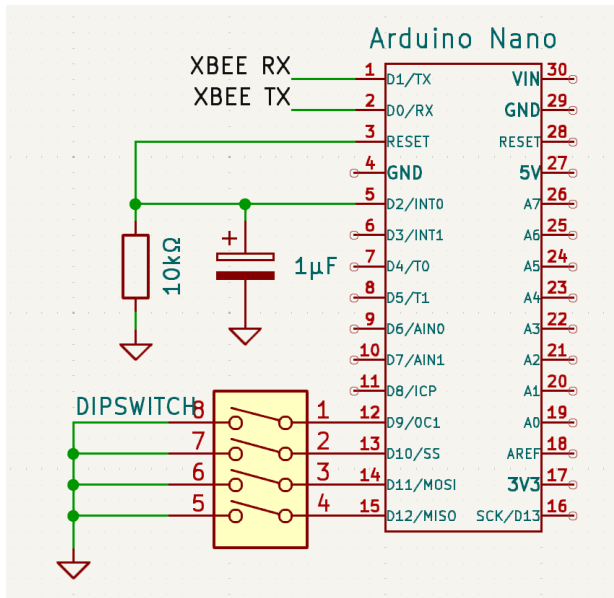 Arduino Nano
XBEE RX
XBEE TX
1 D1/TX VIN 30
2 D0/RX GND 29
3 RESET RESET 28
4 GND 5V 27
5 D2/INT0 A7 26
6 D3/INT1 A6 25
7 D4/T0 A5 24
8 D5/T1 A4 23
9 D6/AIN0 A3 22
10 D7/AIN1 A2 21
11 D8/ICP A1 20
12 D9/OC1 A0 19
13 D10/SS AREF 18
14 D11/MOSI 3V3 17
15 D12/MISO SCK/D13 16
10kΩ
+
1µF
DIPSWITCH
8 1
7 2
6 3
5 4